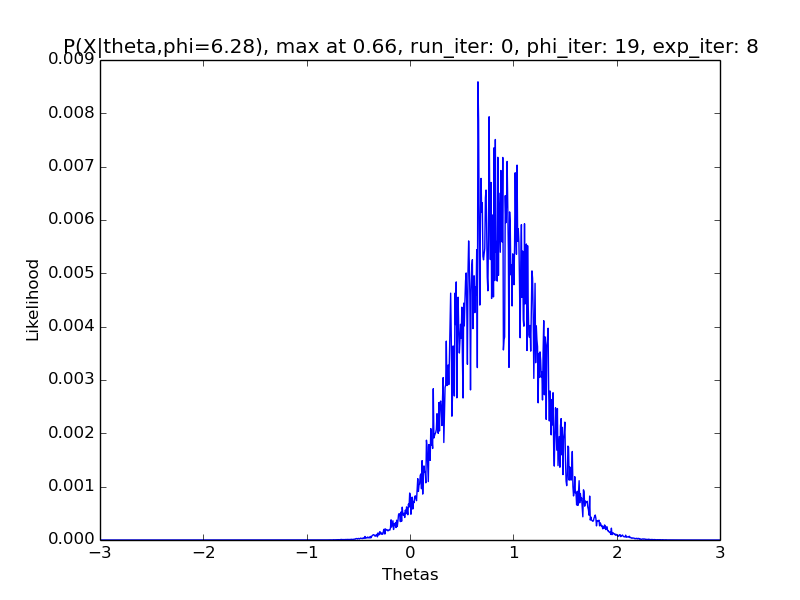 P(X|theta,phi=6.28), max at 0.66, run_iter: 0, phi_iter: 19, exp_iter: 8
0.009
0.008
0.007
0.006
0.005
0.004
0.003
0.002
0.001
0.000
Likelihood
−3 −2 −1 0 1 2 3
Thetas